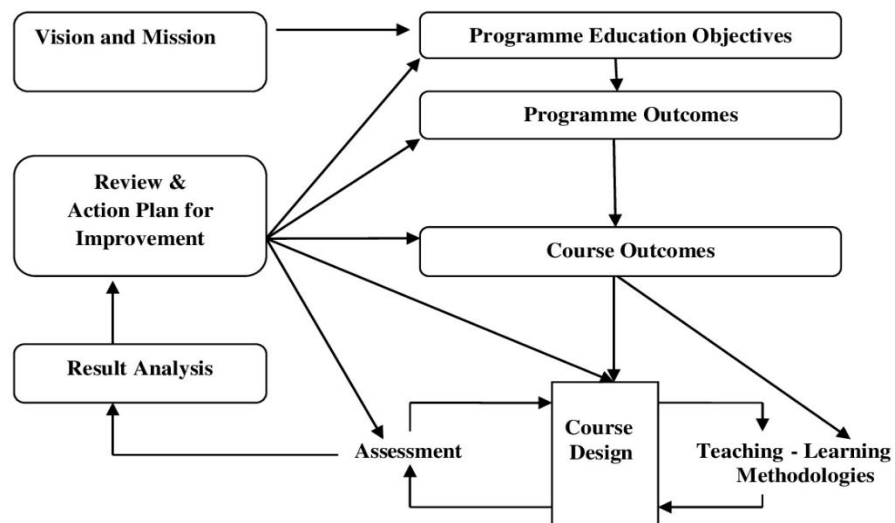 Vision and Mission
Programme Education Objectives
Programme Outcomes
Review &
Action Plan for
Improvement
Course Outcomes
Result Analysis
Assessment
Course
Design
Teaching - Learning
Methodologies